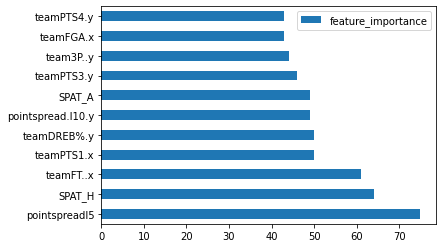 teamPTS4.y
teamFGA.x
team3P..y
teamPTS3.y
SPAT_A
pointspread.l10.y
teamDREB%.y
teamPTS1.x
teamFT..x
SPAT_H
pointspreadl5
feature_importance
0 10 20 30 40 50 60 70